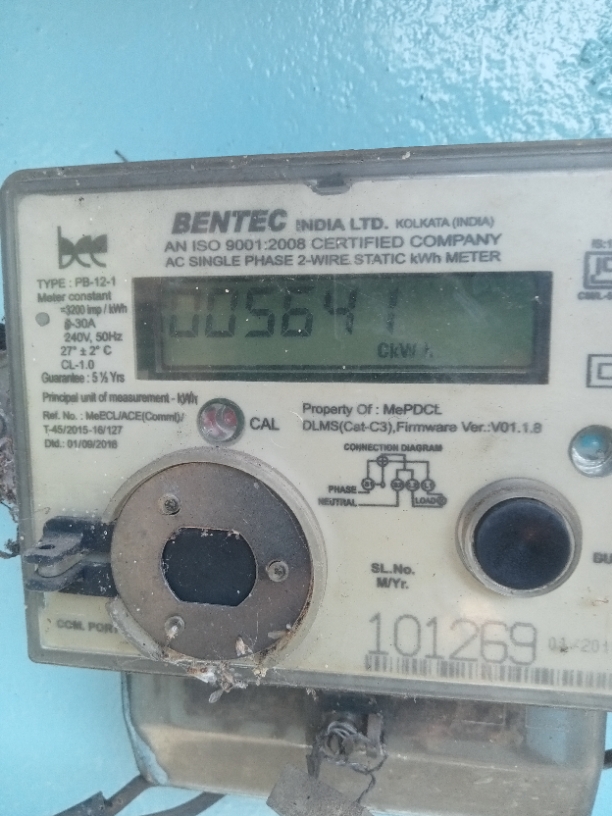 bee
BENTEC INDIA LTD. KOLKATA (INDIA)
AN ISO 9001:2008 CERTIFIED COMPANY
AC SINGLE PHASE 2-WIRE STATIC kWh METER
TYPE : PB-12-1
Meter constant
=3200 imp / kWh
240V, 50Hz
27° ± 2° C
CL-1.0
Guarantee : 5 ½ Yrs
005641
Principal unit of measurement - kWh
Ref. No. : MeECL/ACE(Comml)/
T-45/2015-16/127
Dtd.: 01/09/2016
CAL
Property Of : MePDCL
DLMS(Cat-C3),Firmware Ver.:V01.1.8
CONNECTION DIAGRAM
PHASE
NEUTRAL
LOAD
SL.No.
M/Yr.
101269